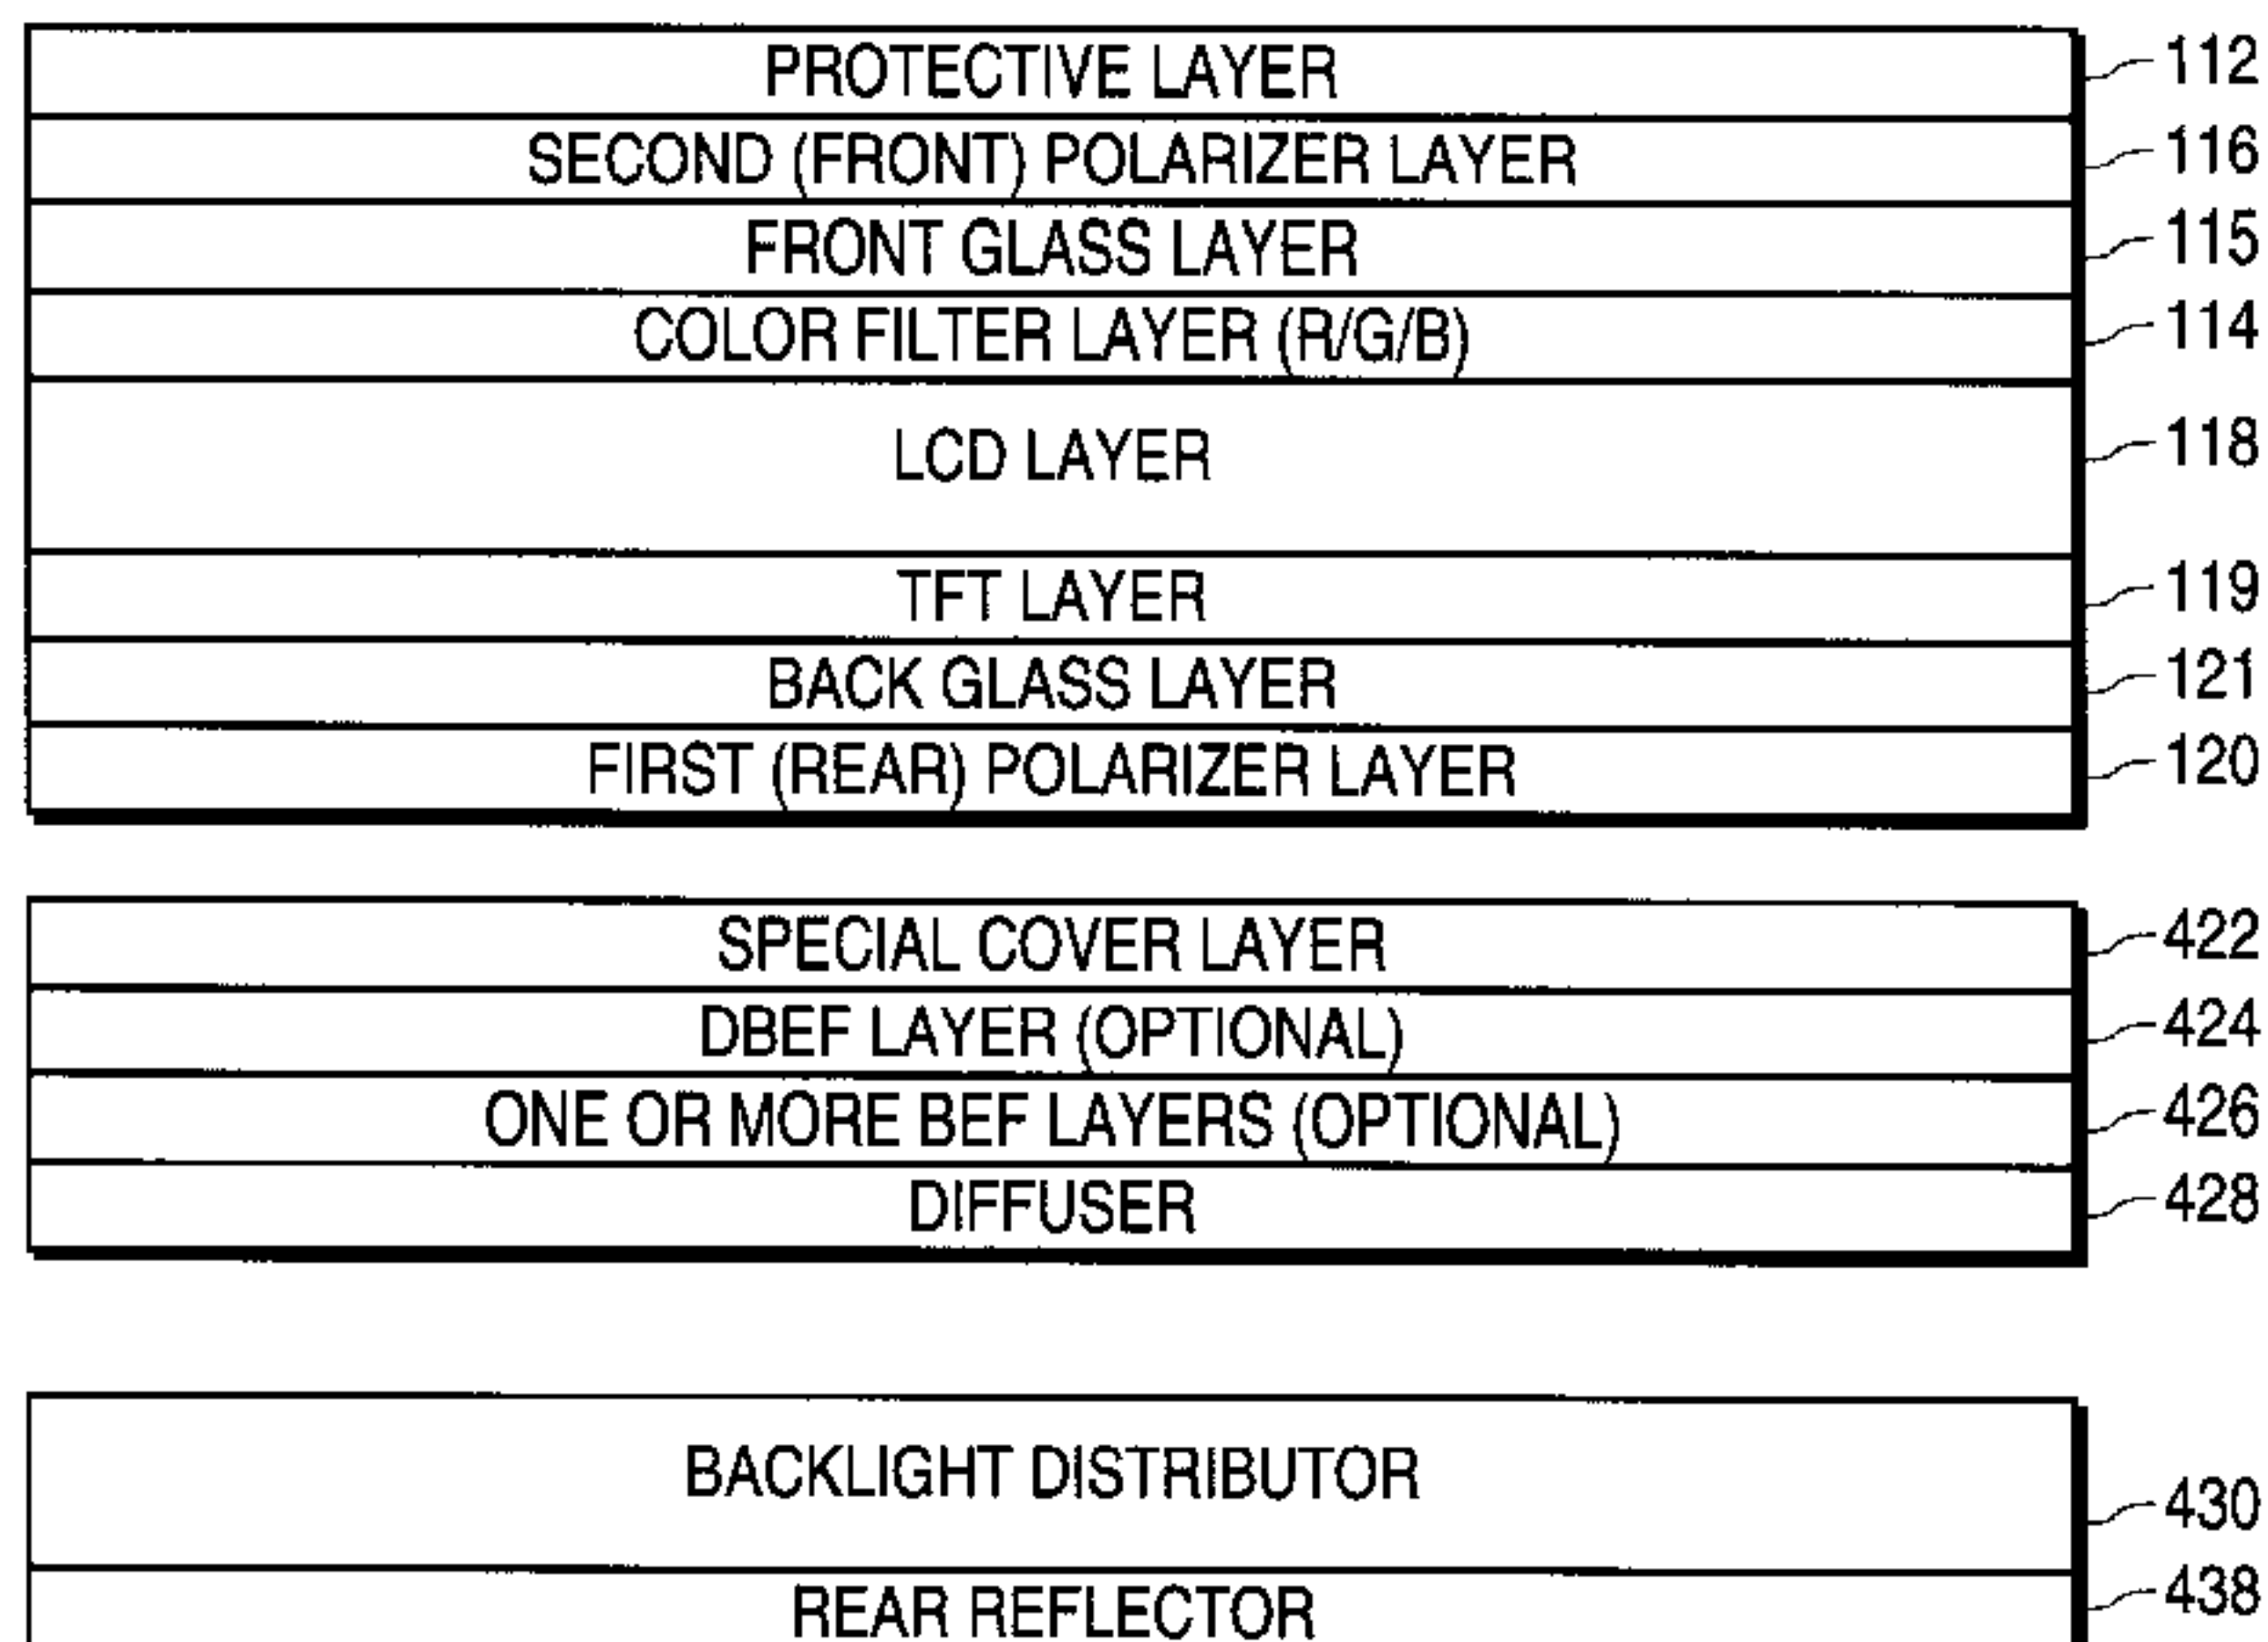 PROTECTIVE LAYER 112
SECOND (FRONT) POLARIZER LAYER 116
FRONT GLASS LAYER 115
COLOR FILTER LAYER (R/G/B) 114
LCD LAYER 118
TFT LAYER 119
BACK GLASS LAYER 121
FIRST (REAR) POLARIZER LAYER 120
SPECIAL COVER LAYER 422
DBEF LAYER (OPTIONAL) 424
ONE OR MORE BEF LAYERS (OPTIONAL) 426
DIFFUSER 428
BACKLIGHT DISTRIBUTOR 430
REAR REFLECTOR 438